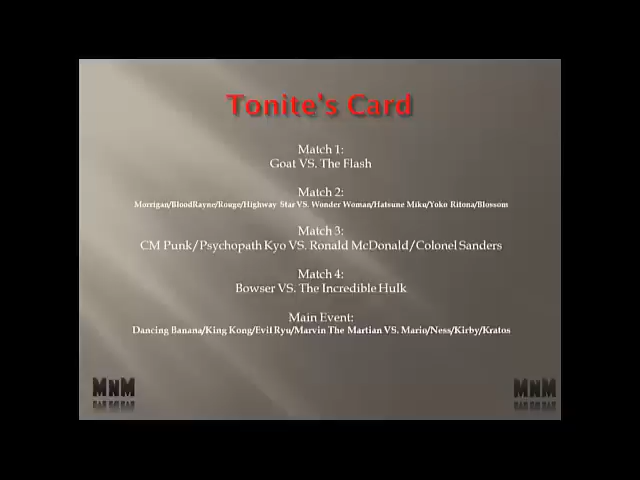 Tonite's Card
Match 1:
Goat VS. The Flash
Match 2:
Morrigan/BloodRayne/Rouge/Highway Star VS. Wonder Woman/Hatsune Miku/Yoko Ritona/Blossom
Match 3:
CM Punk/Psychopath Kyo VS. Ronald McDonald/Colonel Sanders
Match 4:
Bowser VS. The Incredible Hulk
Main Event:
Dancing Banana/King Kong/Evil Ryu/Marvin The Martian VS. Mario/Ness/Kirby/Kratos
MNM
MNM